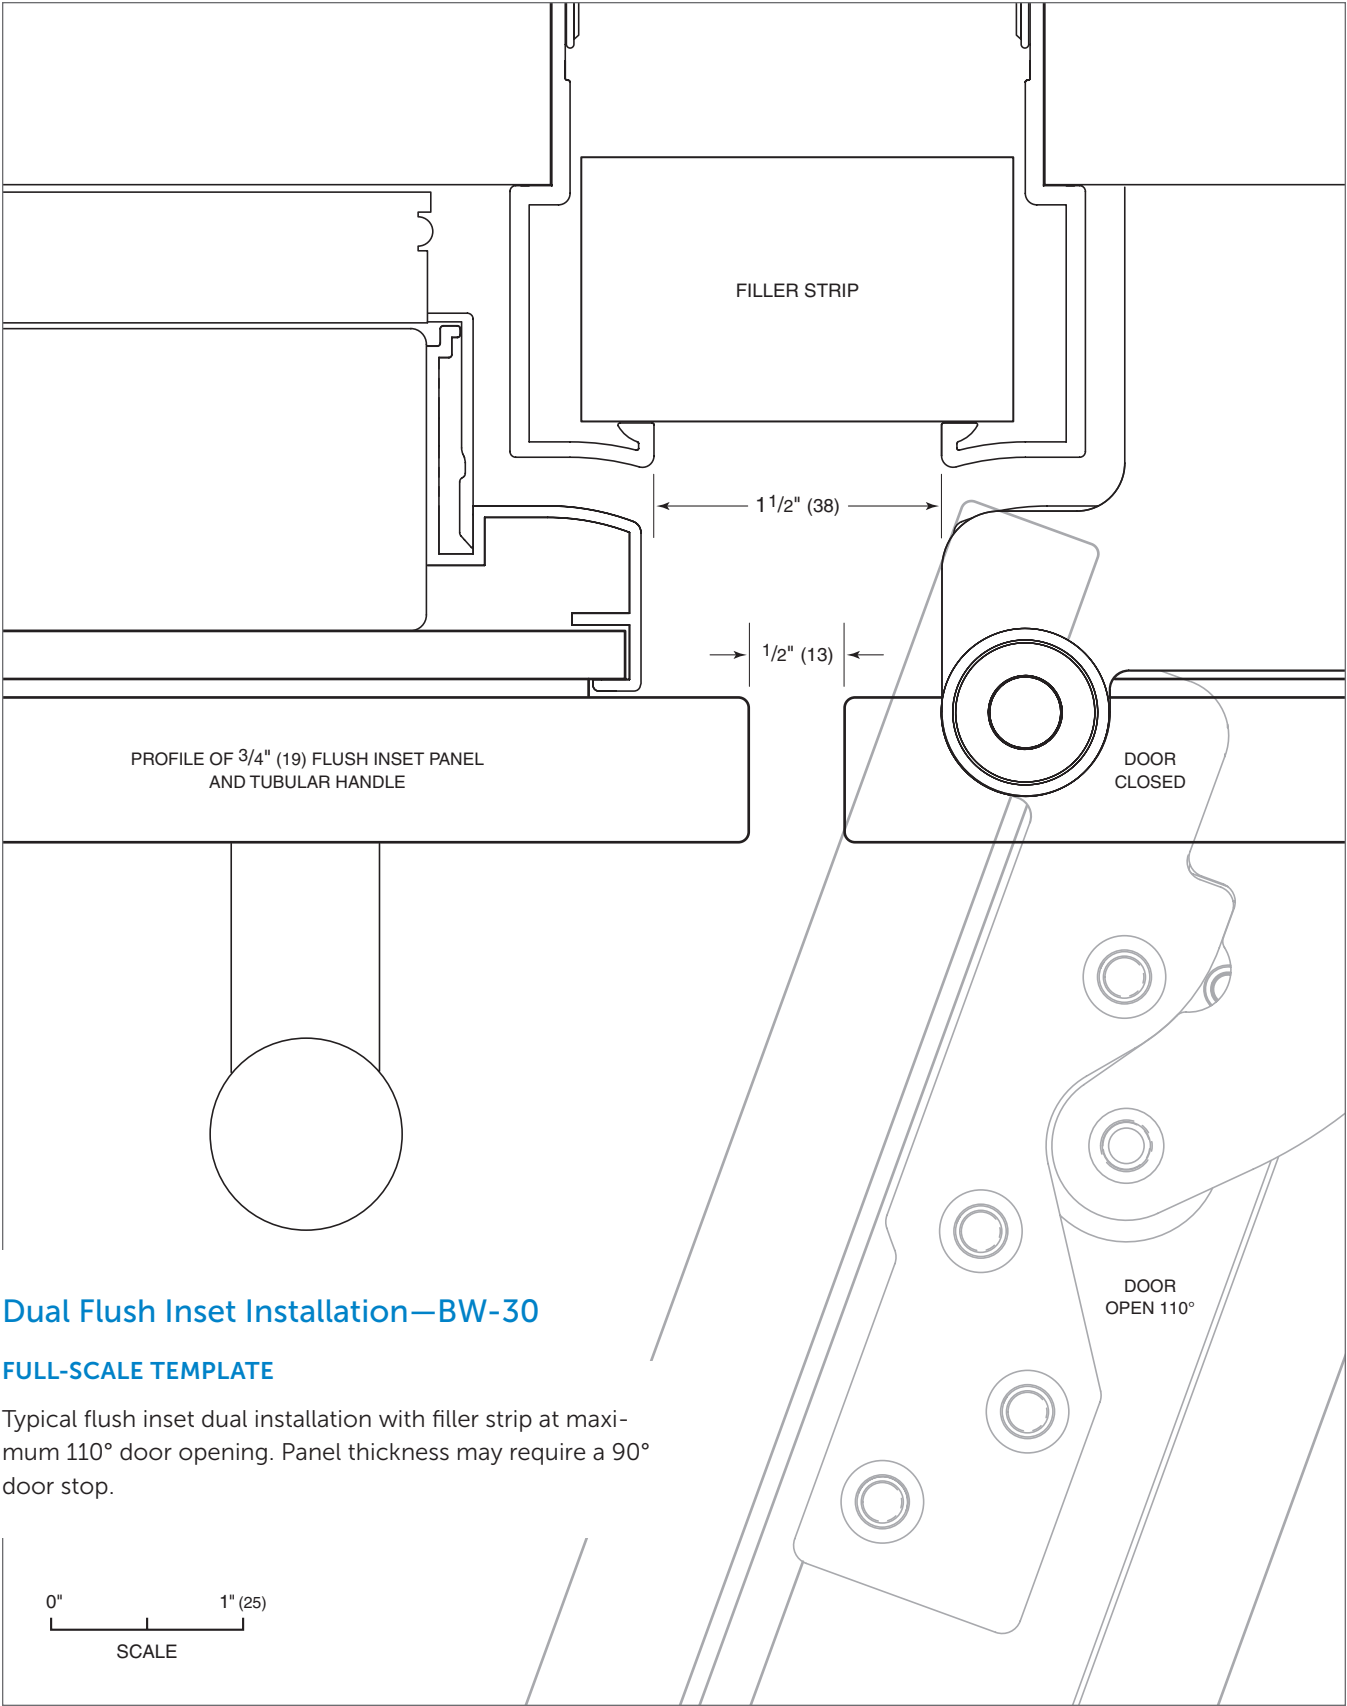 FILLER STRIP
1 1/2" (38)
1/2" (13)
PROFILE OF 3/4" (19) FLUSH INSET PANEL
AND TUBULAR HANDLE
DOOR
CLOSED
DOOR
OPEN 110°
Dual Flush Inset Installation—BW-30
FULL-SCALE TEMPLATE
Typical flush inset dual installation with filler strip at maxi-
mum 110° door opening. Panel thickness may require a 90°
door stop.
0" 1" (25)
SCALE